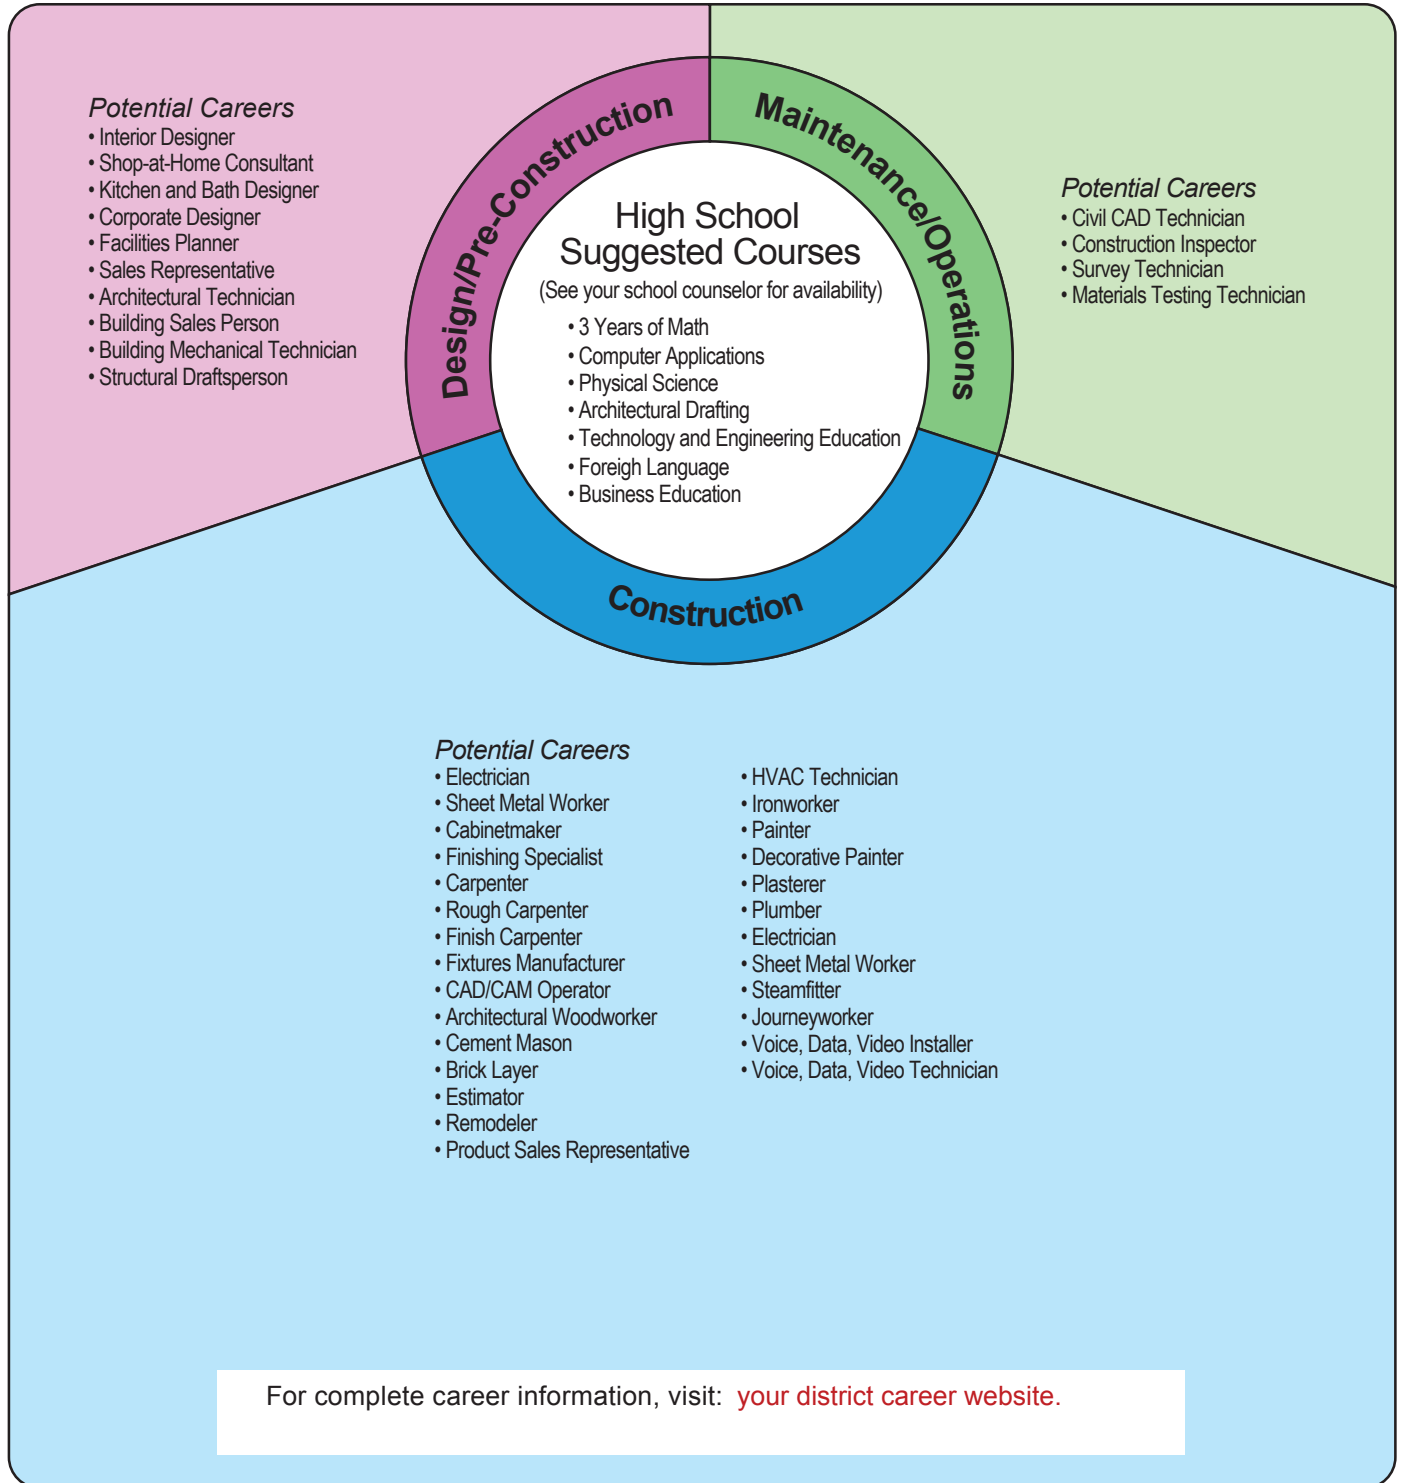 Design/Pre-Construction
Potential Careers
• Interior Designer
• Shop-at-Home Consultant
• Kitchen and Bath Designer
• Corporate Designer
• Facilities Planner
• Sales Representative
• Architectural Technician
• Building Sales Person
• Building Mechanical Technician
• Structural Draftsperson
Maintenance/Operations
Potential Careers
• Civil CAD Technician
• Construction Inspector
• Survey Technician
• Materials Testing Technician
High School
Suggested Courses
(See your school counselor for availability)
• 3 Years of Math
• Computer Applications
• Physical Science
• Architectural Drafting
• Technology and Engineering Education
• Foreigh Language
• Business Education
Construction
Potential Careers
• Electrician
• Sheet Metal Worker
• Cabinetmaker
• Finishing Specialist
• Carpenter
• Rough Carpenter
• Finish Carpenter
• Fixtures Manufacturer
• CAD/CAM Operator
• Architectural Woodworker
• Cement Mason
• Brick Layer
• Estimator
• Remodeler
• Product Sales Representative
• HVAC Technician
• Ironworker
• Painter
• Decorative Painter
• Plasterer
• Plumber
• Electrician
• Sheet Metal Worker
• Steamfitter
• Journeyworker
• Voice, Data, Video Installer
• Voice, Data, Video Technician
For complete career information, visit: your district career website.